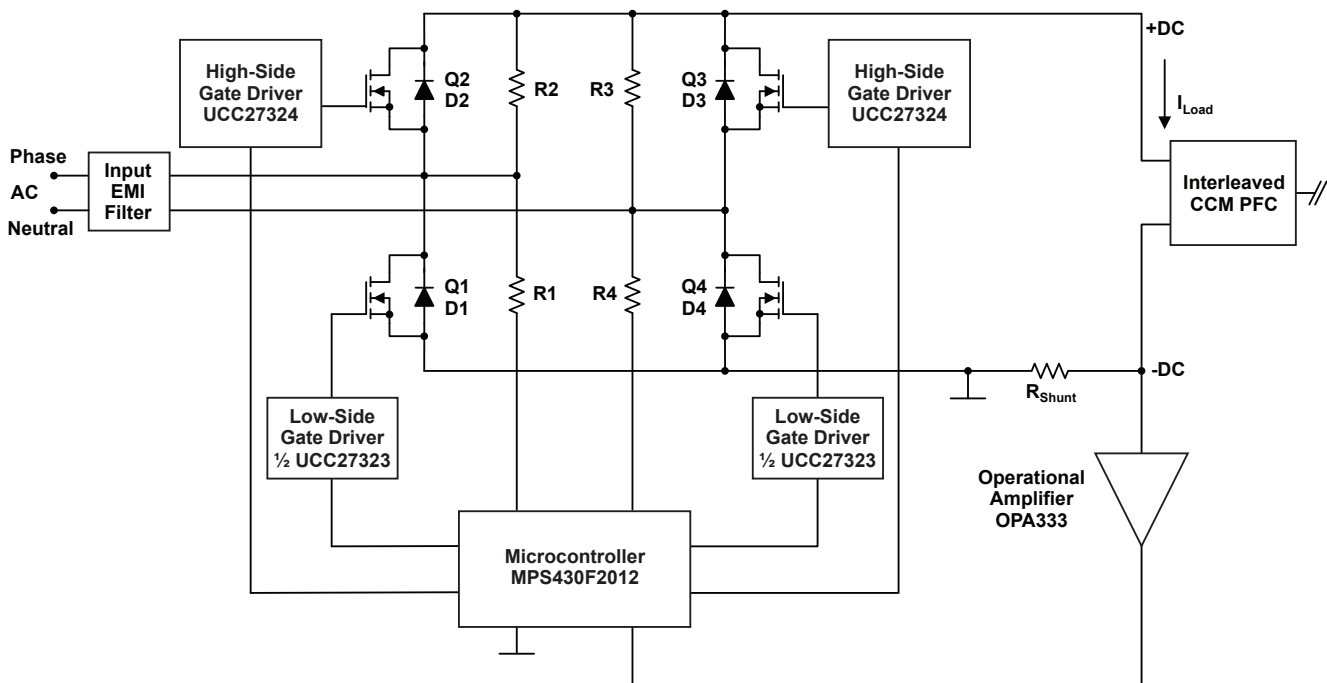 +DC
High-Side
Gate Driver
UCC27324
Q2
D2
R2
R3
Q3
D3
High-Side
Gate Driver
UCC27324
I_Load
Phase
AC
Neutral
Input
EMI
Filter
Interleaved
CCM PFC
Q1
D1
R1
R4
Q4
D4
-DC
R_Shunt
Low-Side
Gate Driver
½ UCC27323
Low-Side
Gate Driver
½ UCC27323
Operational
Amplifier
OPA333
Microcontroller
MPS430F2012